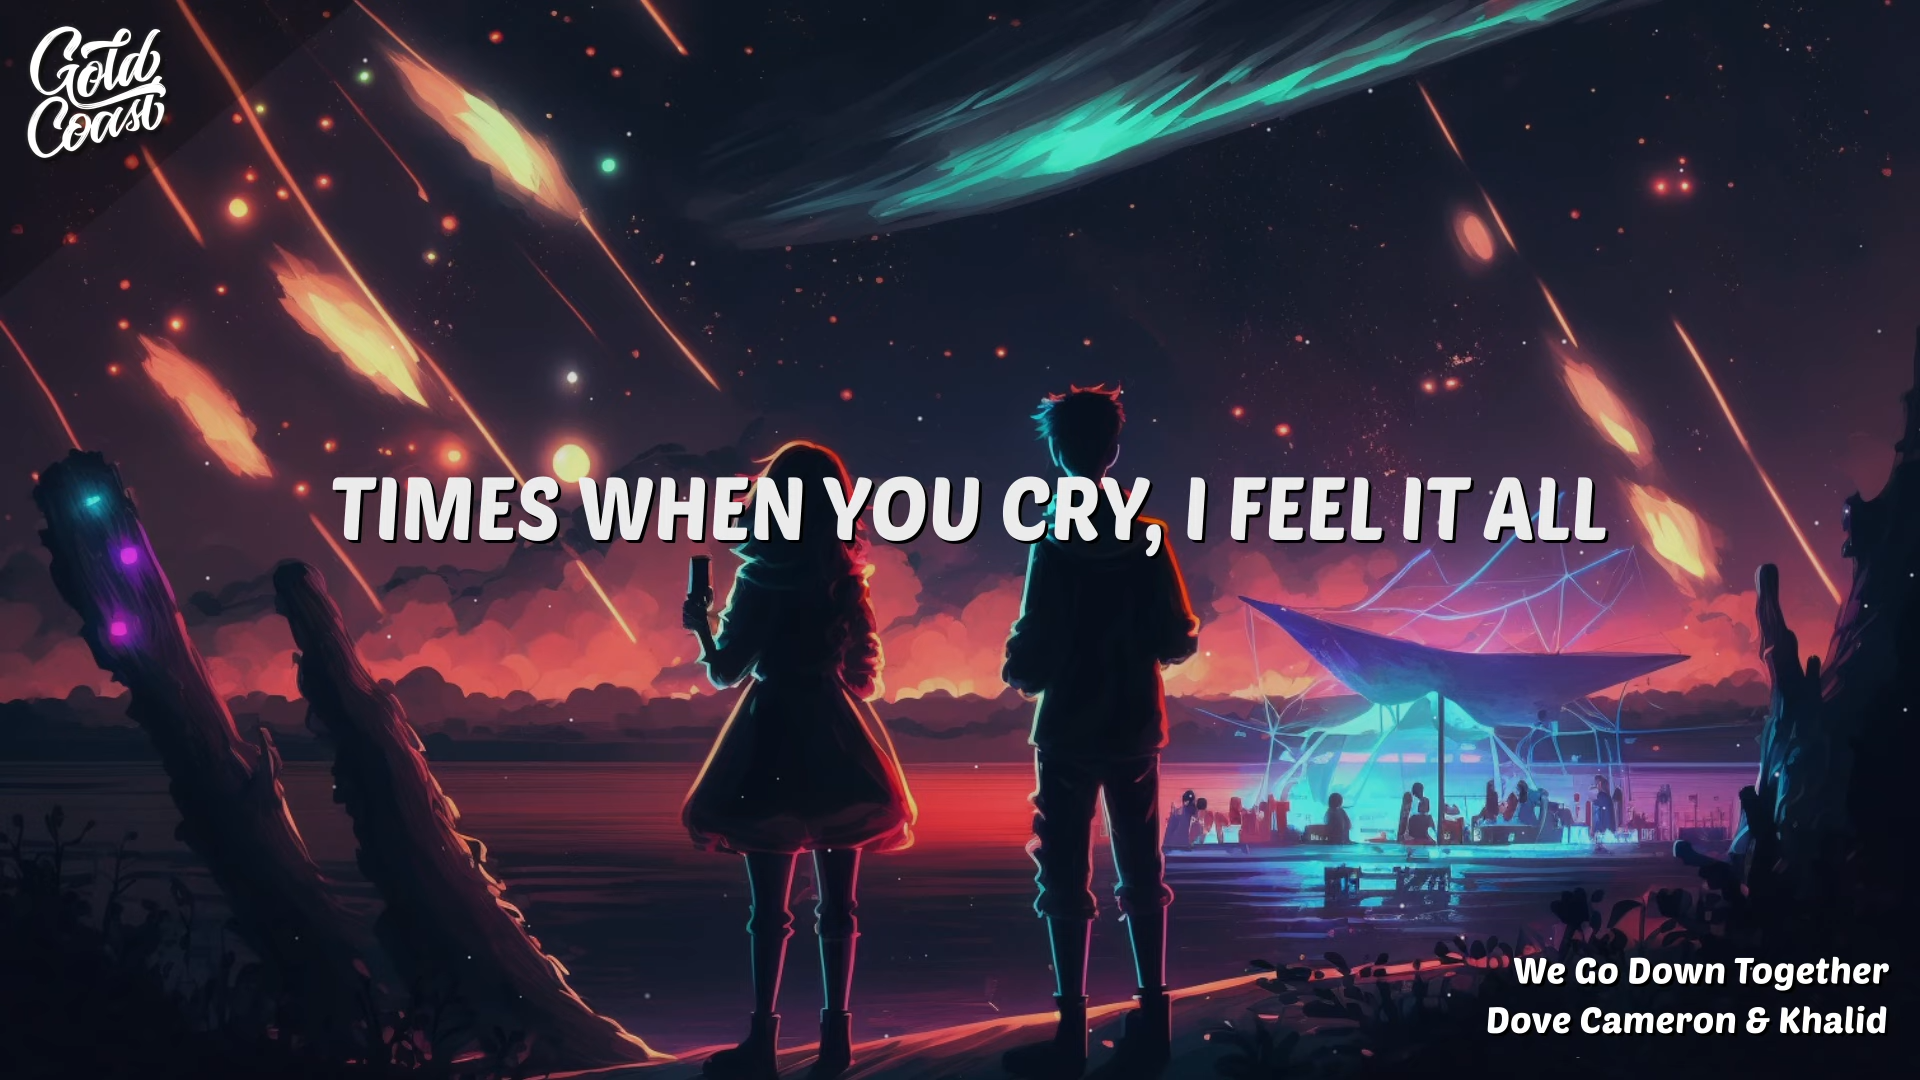 Gold
Coast
TIMES WHEN YOU CRY, I FEEL IT ALL
We Go Down Together
Dove Cameron & Khalid